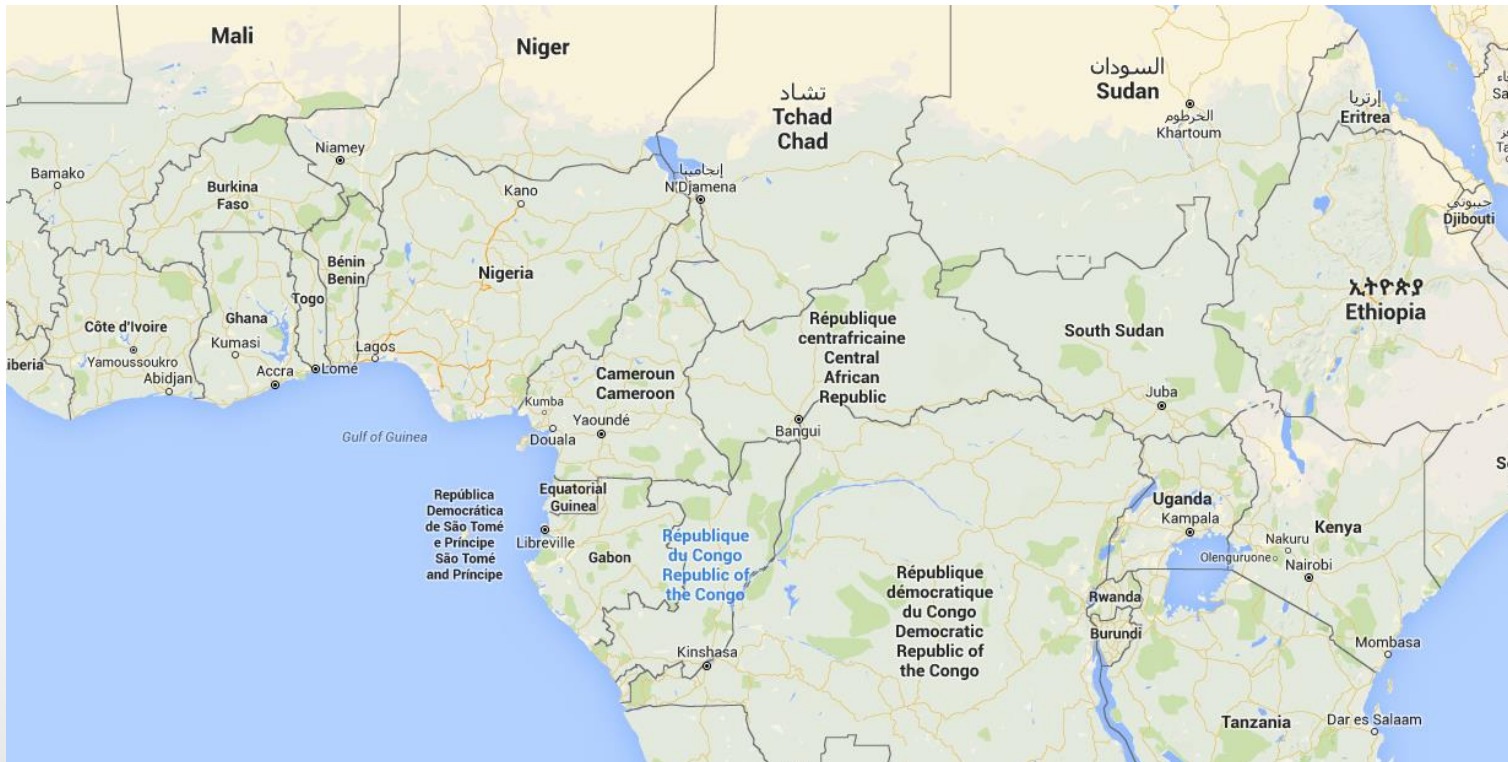 Mali
Niger
تشاد
Tchad
Chad
السودان
Sudan
الخرطوم
Khartoum
إرتريا
Eritrea
Niamey
Bamako
Burkina
Faso
Kano
إنجامينا
N'Djamena
جيبوتي
Djibouti
Bénin
Benin
Nigeria
Togo
Ghana
Kumasi
Côte d'Ivoire
Yamoussoukro
Abidjan
Accra
Lomé
Lagos
iberia
République
centrafricaine
Central
African
Republic
South Sudan
ኢትዮጵያ
Ethiopia
Cameroun
Cameroon
Kumba
Yaoundé
Douala
Bangui
Juba
Gulf of Guinea
República
Democrática
de São Tomé
e Príncipe
São Tomé
and Príncipe
Equatorial
Guinea
Libreville
Gabon
République
du Congo
Republic of
the Congo
Uganda
Kampala
Kenya
Nakuru
Olenguruone
Nairobi
République
démocratique
du Congo
Democratic
Republic of
the Congo
Rwanda
Burundi
Kinshasa
Mombasa
Tanzania
Dar es Salaam